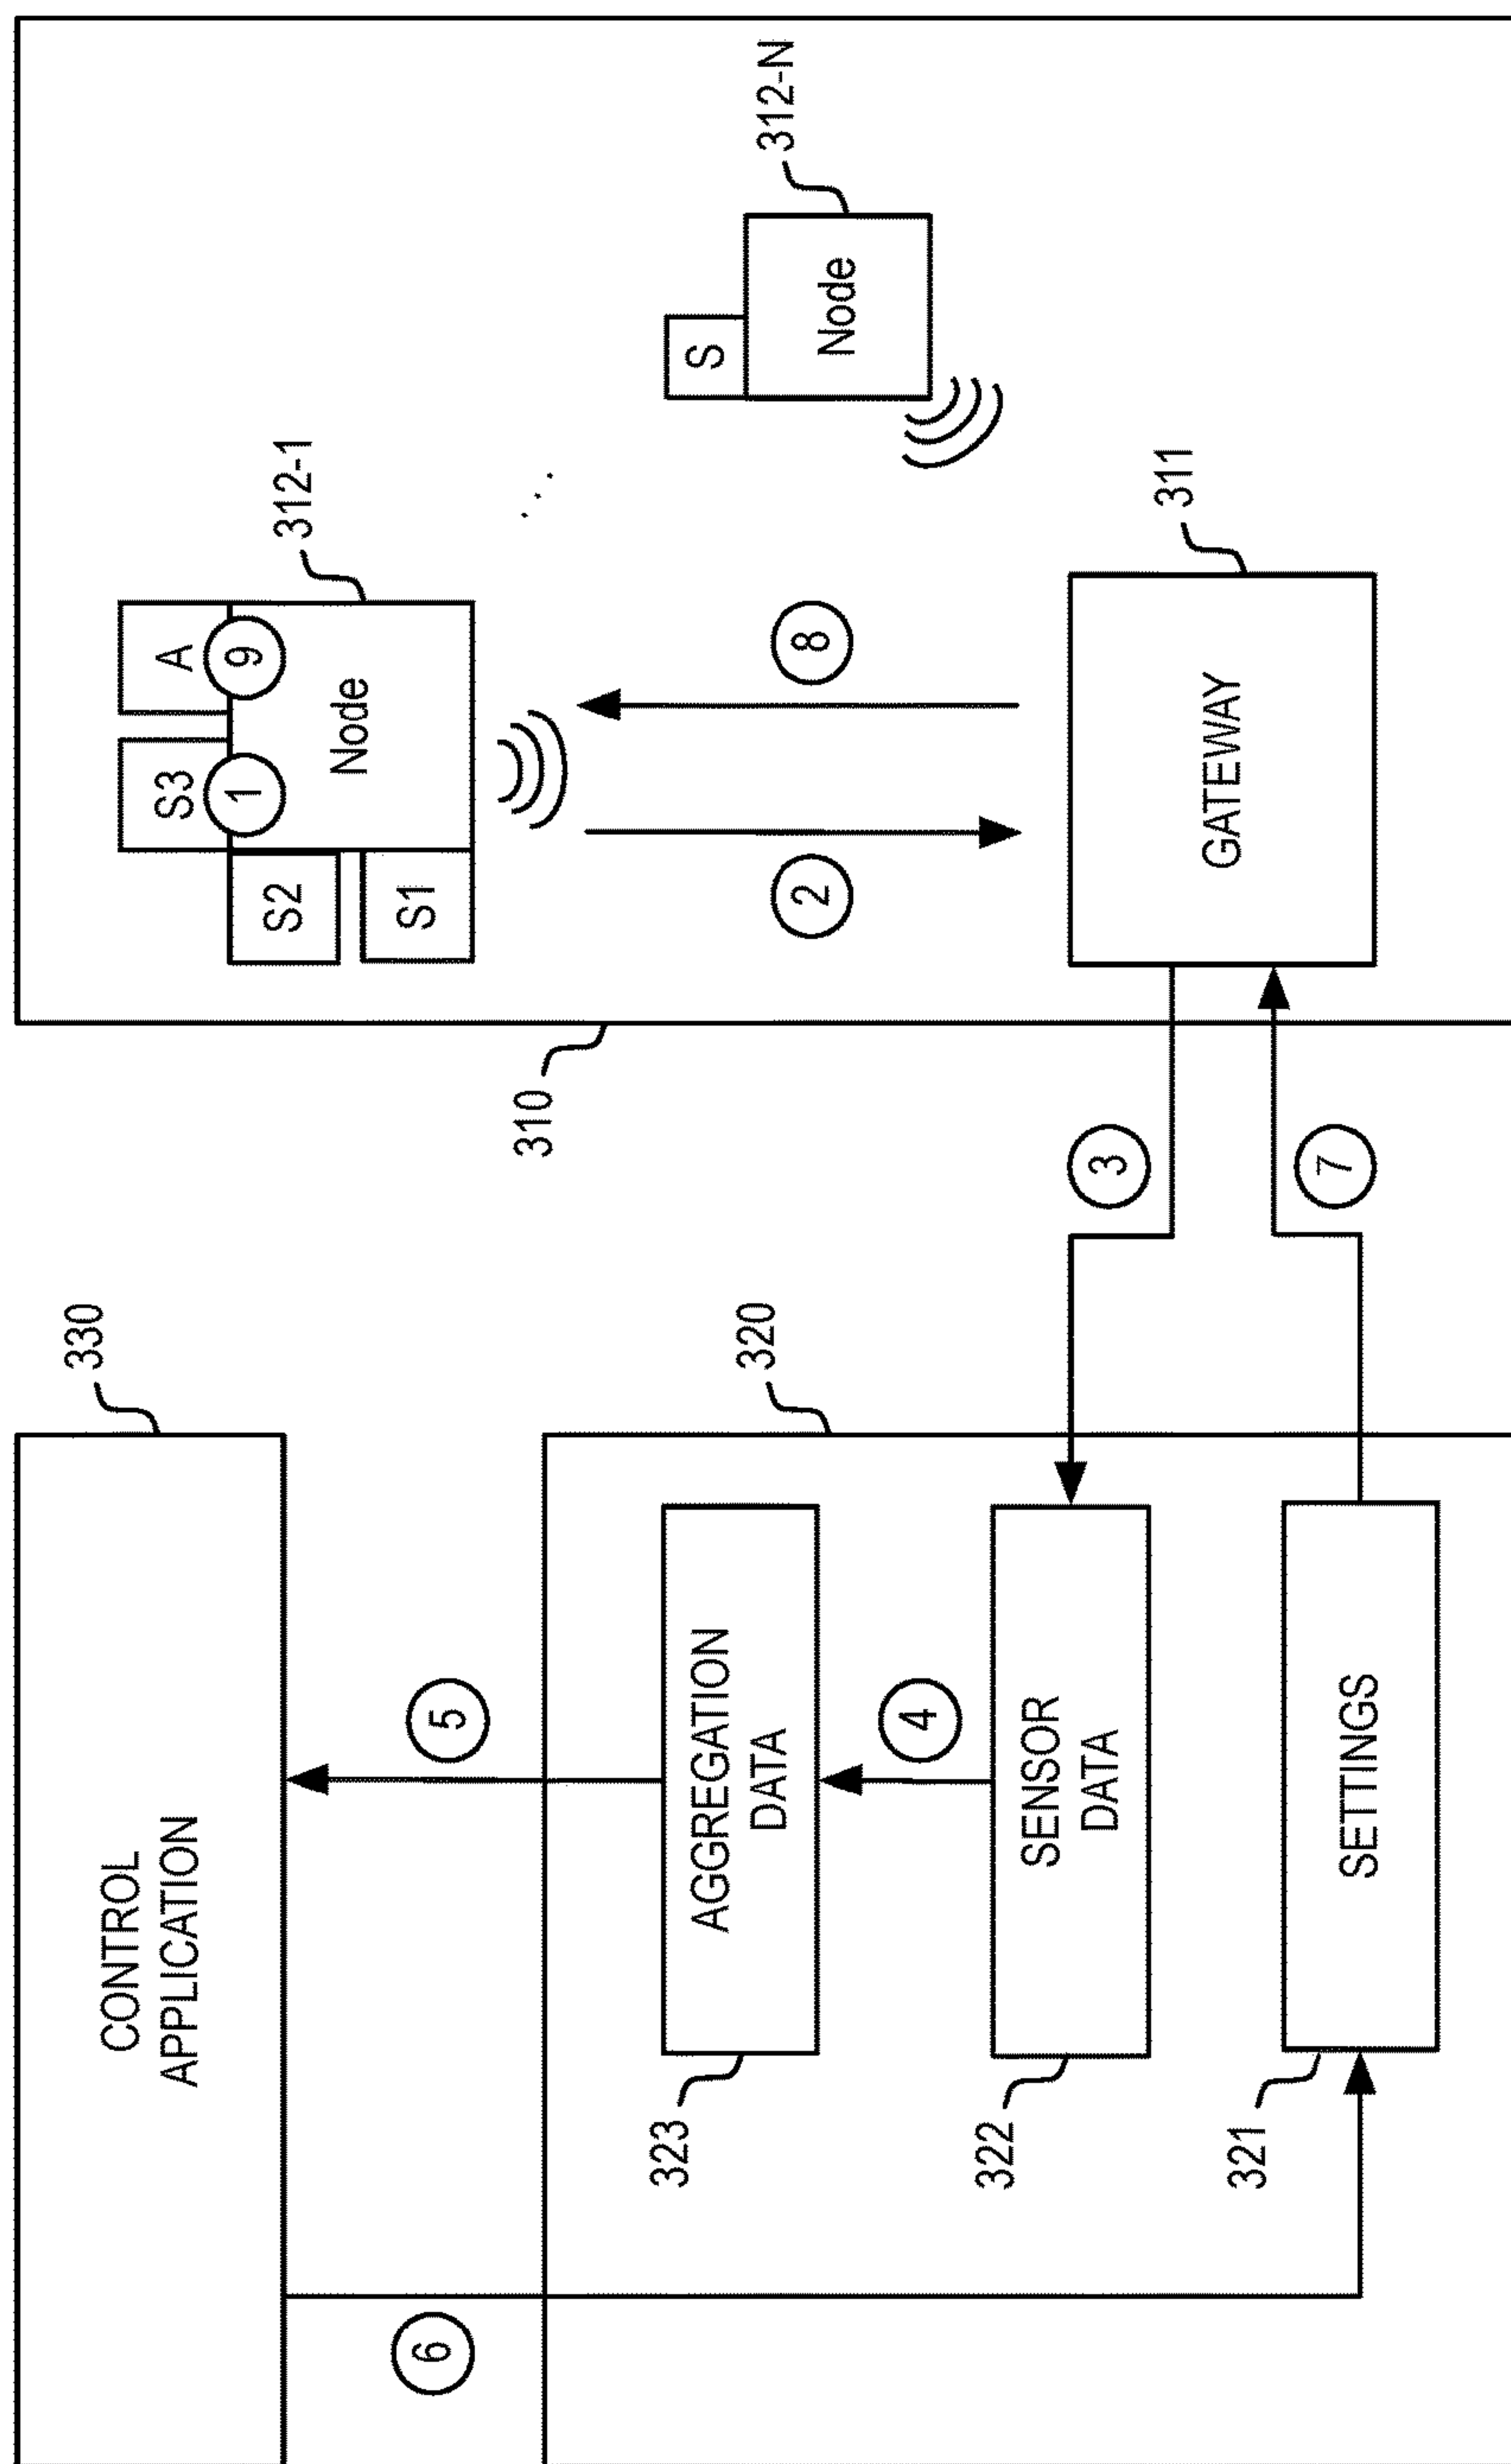 330
CONTROL
APPLICATION
5
6
320
AGGREGATION
DATA
323
4
SENSOR
DATA
322
SETTINGS
321
3
7
310
S3
A
1
9
S2
S1
Node
312-1
...
S
Node
312-N
2
8
GATEWAY
311